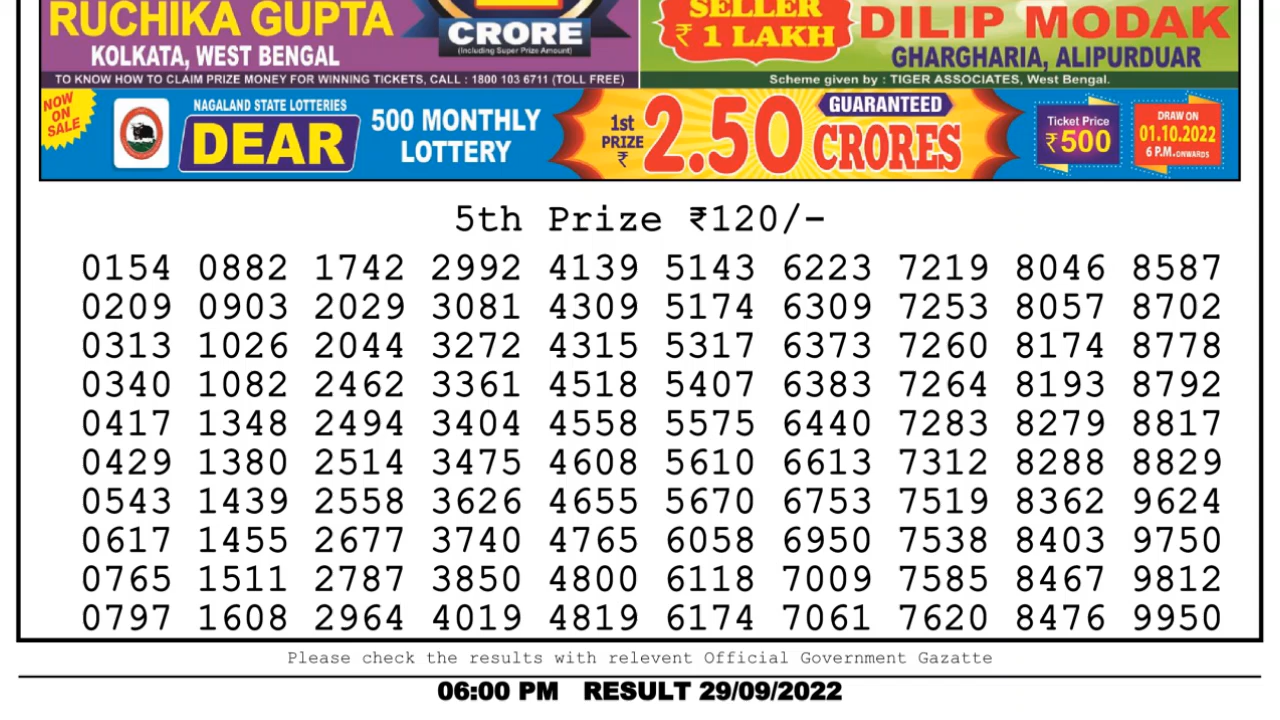 RUCHIKA GUPTA
KOLKATA, WEST BENGAL
CRORE
(Including Super Prize Amount)
SELLER
₹ 1 LAKH
DILIP MODAK
GHARGHARIA, ALIPURDUAR
TO KNOW HOW TO CLAIM PRIZE MONEY FOR WINNING TICKETS, CALL : 1800 103 6711 (TOLL FREE)
Scheme given by : TIGER ASSOCIATES, West Bengal.
NOW
ON
SALE
NAGALAND STATE LOTTERIES
DEAR
500 MONTHLY
LOTTERY
1st
PRIZE
₹
2.50
GUARANTEED
CRORES
Ticket Price
₹500
DRAW ON
01.10.2022
6 P.M. ONWARDS
5th Prize ₹120/-
0154 0882 1742 2992 4139 5143 6223 7219 8046 8587
0209 0903 2029 3081 4309 5174 6309 7253 8057 8702
0313 1026 2044 3272 4315 5317 6373 7260 8174 8778
0340 1082 2462 3361 4518 5407 6383 7264 8193 8792
0417 1348 2494 3404 4558 5575 6440 7283 8279 8817
0429 1380 2514 3475 4608 5610 6613 7312 8288 8829
0543 1439 2558 3626 4655 5670 6753 7519 8362 9624
0617 1455 2677 3740 4765 6058 6950 7538 8403 9750
0765 1511 2787 3850 4800 6118 7009 7585 8467 9812
0797 1608 2964 4019 4819 6174 7061 7620 8476 9950
Please check the results with relevent Official Government Gazatte
06:00 PM RESULT 29/09/2022